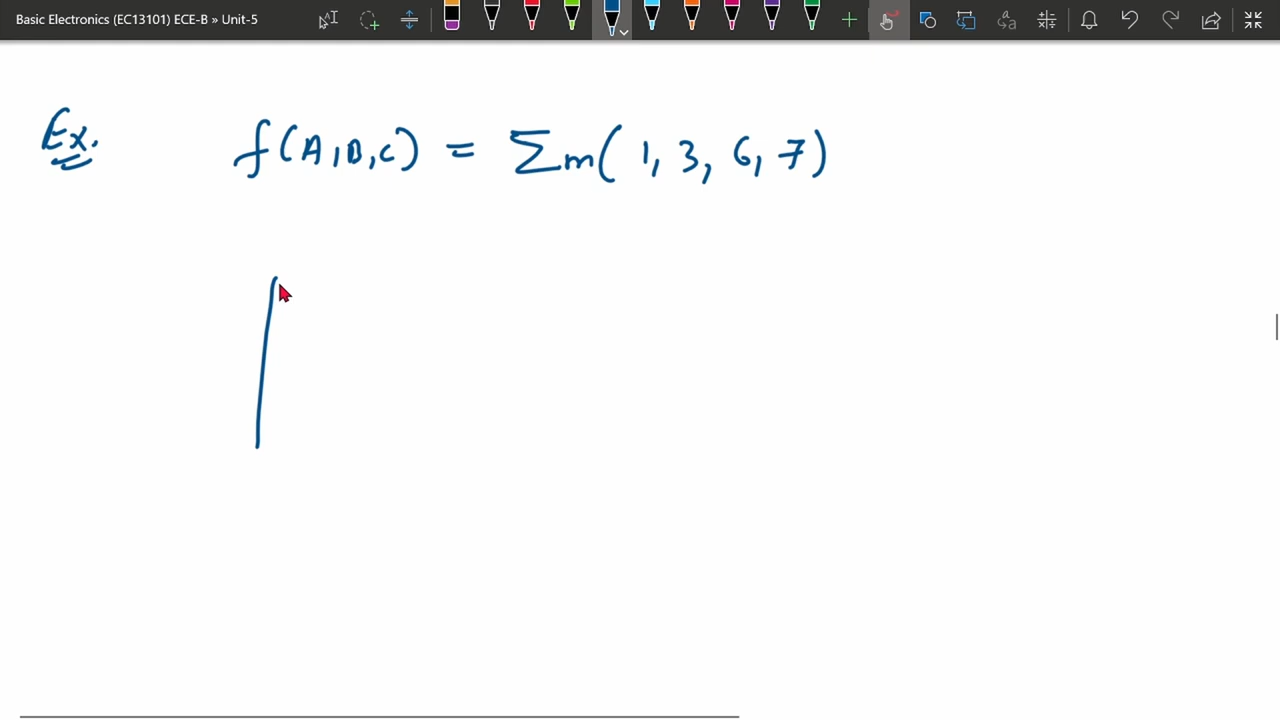 Basic Electronics (EC13101) ECE-B » Unit-5
Ex. f(A,B,C) = Σm( 1, 3, 6, 7)